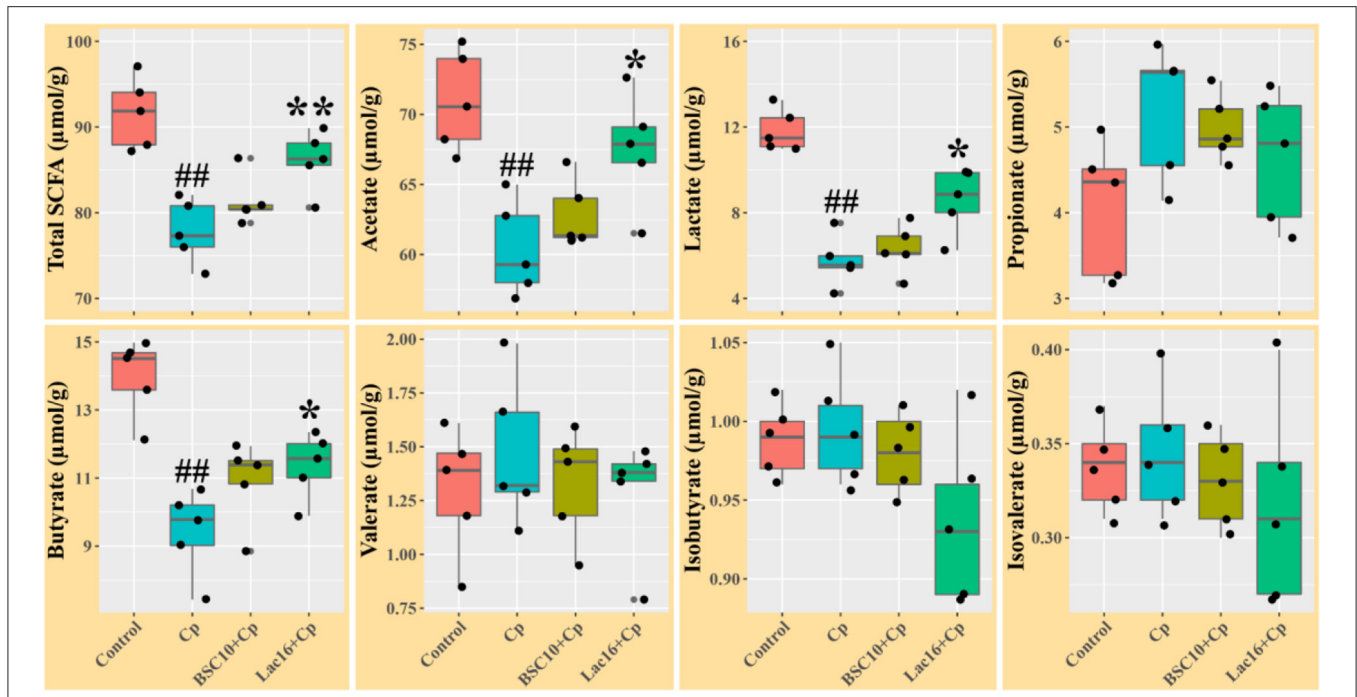 Total SCFA (µmol/g)
100
90
80
70
##
**
Acetate (µmol/g)
75
70
65
60
##
*
Lactate (µmol/g)
16
12
8
4
##
*
Propionate (µmol/g)
6
5
4
3
Butyrate (µmol/g)
15
13
11
9
##
*
Control
Cp
BSC10+Cp
Lac16+Cp
Valerate (µmol/g)
2.00
1.75
1.50
1.25
1.00
0.75
Control
Cp
BSC10+Cp
Lac16+Cp
Isobutyrate (µmol/g)
1.05
1.00
0.95
0.90
Control
Cp
BSC10+Cp
Lac16+Cp
Isovalerate (µmol/g)
0.40
0.35
0.30
Control
Cp
BSC10+Cp
Lac16+Cp